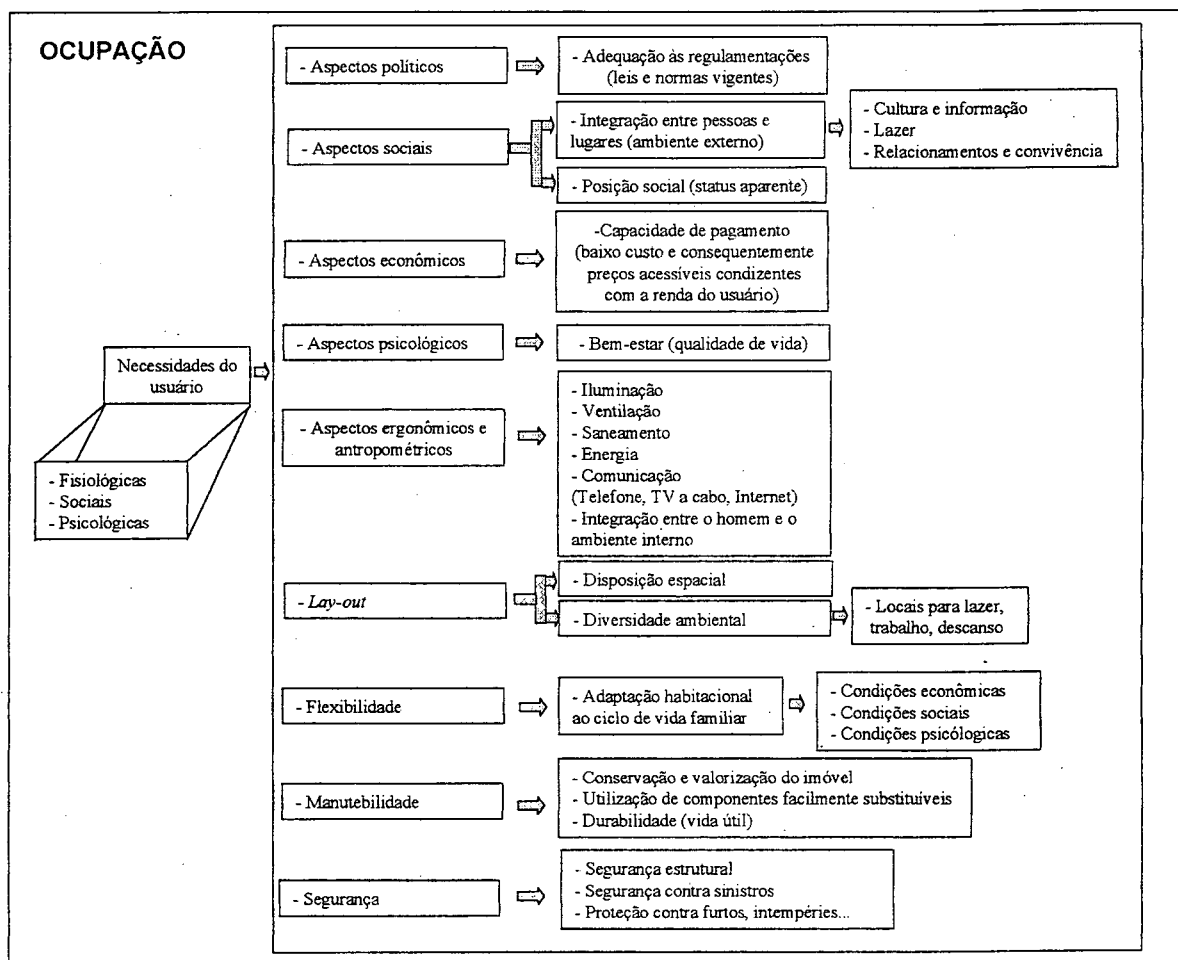 OCUPAÇÃO
- Aspectos políticos
- Adequação às regulamentações
(leis e normas vigentes)
- Aspectos sociais
- Integração entre pessoas e
lugares (ambiente externo)
- Cultura e informação
- Lazer
- Relacionamentos e convivência
- Posição social (status aparente)
- Aspectos econômicos
-Capacidade de pagamento
(baixo custo e consequentemente
preços acessíveis condizentes
com a renda do usuário)
- Aspectos psicológicos
- Bem-estar (qualidade de vida)
Necessidades do
usuário
- Fisiológicas
- Sociais
- Psicológicas
- Aspectos ergonômicos e
antropométricos
- Iluminação
- Ventilação
- Saneamento
- Energia
- Comunicação
(Telefone, TV a cabo, Internet)
- Integração entre o homem e o
ambiente interno
- Lay-out
- Disposição espacial
- Diversidade ambiental
- Locais para lazer,
trabalho, descanso
- Flexibilidade
- Adaptação habitacional
ao ciclo de vida familiar
- Condições econômicas
- Condições sociais
- Condições psicólogicas
- Manutebilidade
- Conservação e valorização do imóvel
- Utilização de componentes facilmente substituíveis
- Durabilidade (vida útil)
- Segurança
- Segurança estrutural
- Segurança contra sinistros
- Proteção contra furtos, intempéries...